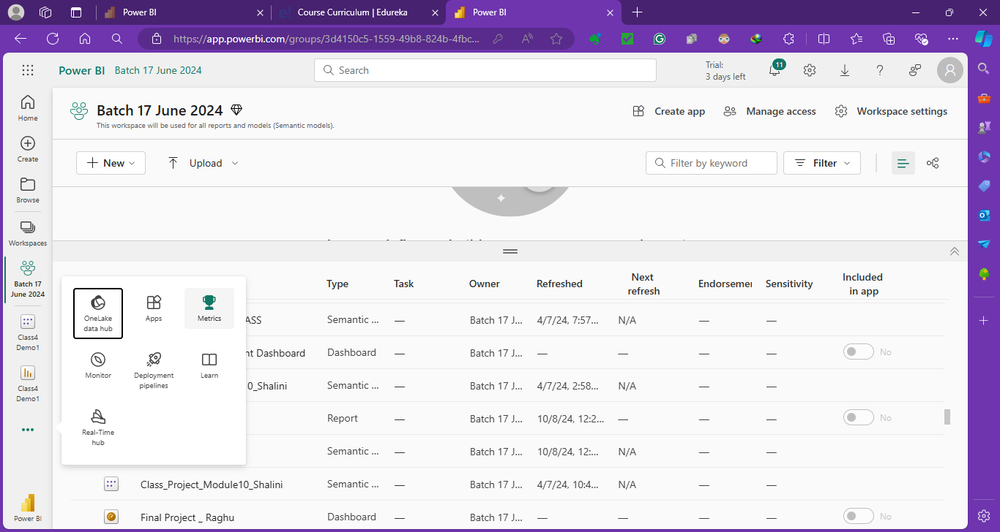 Power BI
Course Curriculum | Edureka
Power BI
https://app.powerbi.com/groups/3d4150c5-1559-49b8-824b-4fbc...
Power BI
Batch 17 June 2024
Search
Trial:
3 days left
11
Home
Create
Browse
Workspaces
Batch 17
June 2024
Class4
Demo1
Class4
Demo1
Power BI
Batch 17 June 2024
This workspace will be used for all reports and models (Semantic models).
Create app
Manage access
Workspace settings
New
Upload
Filter by keyword
Filter
OneLake
data hub
Apps
Metrics
Monitor
Deployment
pipelines
Learn
Real-Time
hub
Type Task Owner Refreshed Next refresh Endorsemen Sensitivity Included in app
ASS Semantic ... — Batch 17 J... 4/7/24, 7:57... N/A — —
nt Dashboard Dashboard — Batch 17 J... — — — — No
0_Shalini Semantic ... — Batch 17 J... 4/7/24, 2:58... N/A — —
Report — Batch 17 J... 10/8/24, 12:2... — — — No
Semantic ... — Batch 17 J... 10/8/24, 12:... N/A — —
Class_Project_Module10_Shalini Semantic ... — Batch 17 J... 4/7/24, 10:4... N/A — —
Final Project _ Raghu Dashboard — Batch 17 J... — — — — No